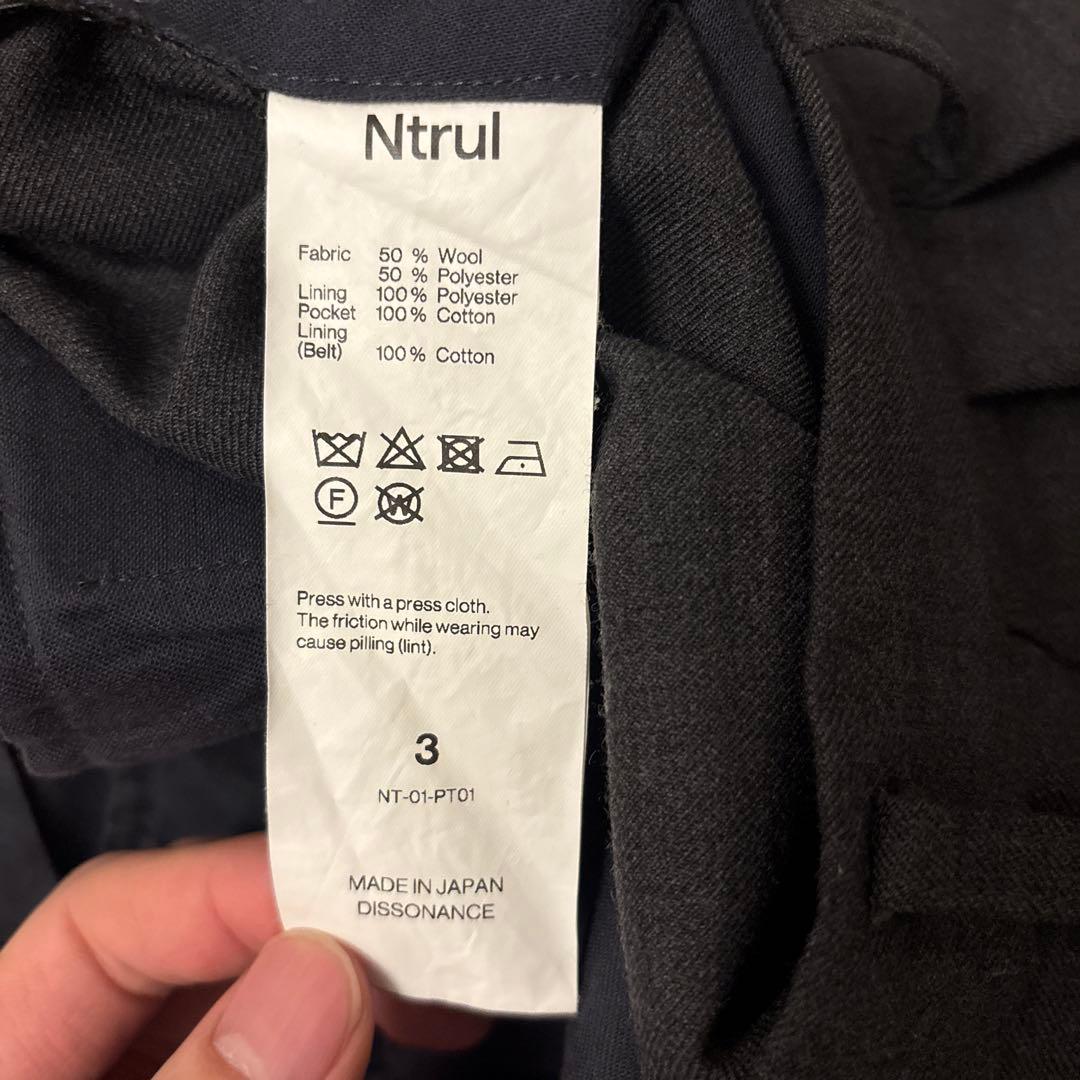 Ntrul
Fabric 50 % Wool
50 % Polyester
Lining 100% Polyester
Pocket 100% Cotton
Lining
(Belt) 100% Cotton
F
W
Press with a press cloth.
The friction while wearing may
cause pilling (lint).
3
NT-01-PT01
MADE IN JAPAN
DISSONANCE